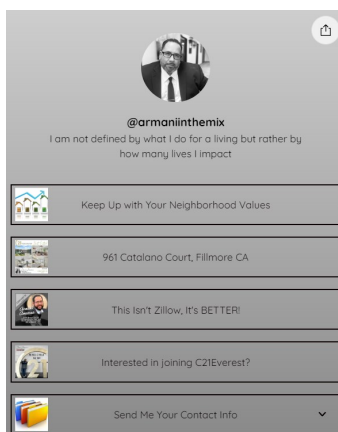 @armaniinthemix
I am not defined by what I do for a living but rather by
how many lives I impact
Keep Up with Your Neighborhood Values
961 Catalano Court, Fillmore CA
This Isn't Zillow, It's BETTER!
Interested in joining C21Everest?
Send Me Your Contact Info